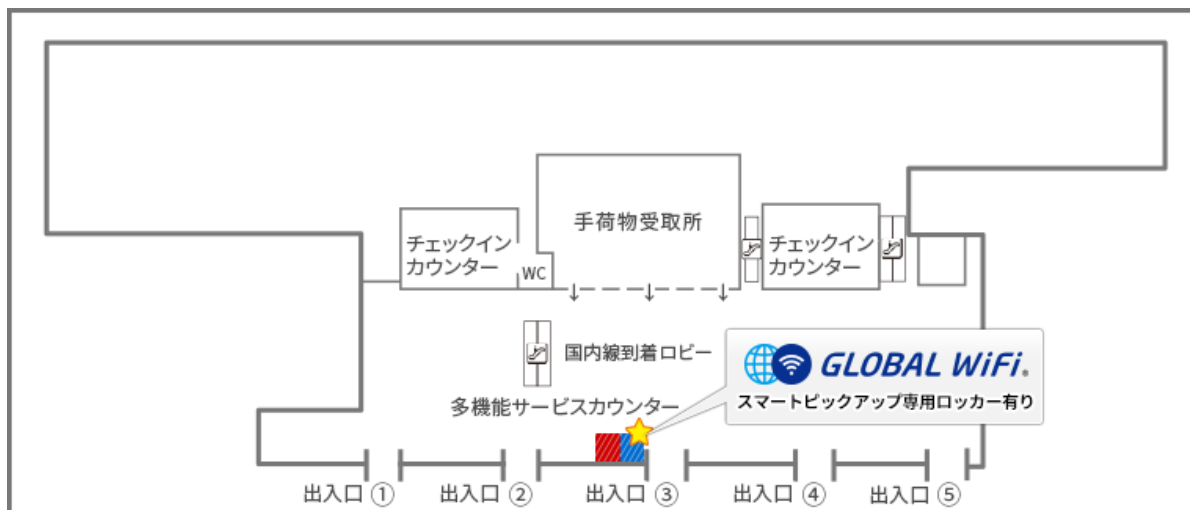 手荷物受取所
チェックイン
カウンター
WC
チェックイン
カウンター
国内線到着ロビー
GLOBAL WiFi®
スマートピックアップ専用ロッカー有り
多機能サービスカウンター
出入口 ①
出入口 ②
出入口 ③
出入口 ④
出入口 ⑤